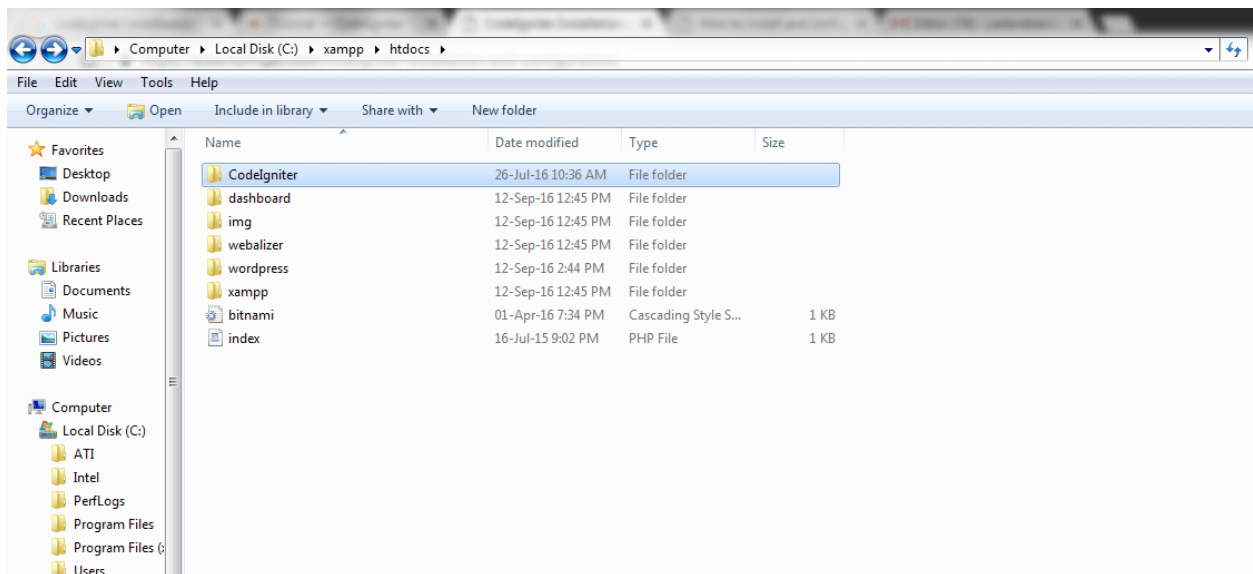 Computer Local Disk (C:) xampp htdocs
File Edit View Tools Help
Organize Open Include in library Share with New folder
Favorites
Desktop
Downloads
Recent Places
Libraries
Documents
Music
Pictures
Videos
Computer
Local Disk (C:)
ATI
Intel
PerfLogs
Program Files
Program Files (
Users
Name Date modified Type Size
CodeIgniter 26-Jul-16 10:36 AM File folder
dashboard 12-Sep-16 12:45 PM File folder
img 12-Sep-16 12:45 PM File folder
webalizer 12-Sep-16 12:45 PM File folder
wordpress 12-Sep-16 2:44 PM File folder
xampp 12-Sep-16 12:45 PM File folder
bitnami 01-Apr-16 7:34 PM Cascading Style S... 1 KB
index 16-Jul-15 9:02 PM PHP File 1 KB